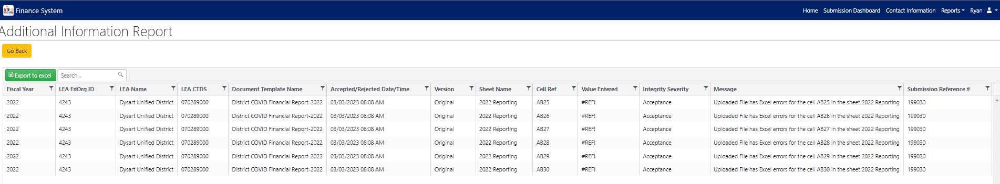 Finance System Home Submission Dashboard Contact Information Reports Ryan
Additional Information Report
Go Back
Export to excel Search...
Fiscal Year LEA EdOrg ID LEA Name LEA CTDS Document Template Name Accepted/Rejected Date/Time Version Sheet Name Cell Ref Value Entered Integrity Severity Message Submission Reference #
2022 4243 Dysart Unified District 070289000 District COVID Financial Report-2022 03/03/2023 08:08 AM Original 2022 Reporting AB25 #REF! Acceptance Uploaded File has Excel errors for the cell AB25 in the sheet 2022 Reporting 199030
2022 4243 Dysart Unified District 070289000 District COVID Financial Report-2022 03/03/2023 08:08 AM Original 2022 Reporting AB26 #REF! Acceptance Uploaded File has Excel errors for the cell AB26 in the sheet 2022 Reporting 199030
2022 4243 Dysart Unified District 070289000 District COVID Financial Report-2022 03/03/2023 08:08 AM Original 2022 Reporting AB27 #REF! Acceptance Uploaded File has Excel errors for the cell AB27 in the sheet 2022 Reporting 199030
2022 4243 Dysart Unified District 070289000 District COVID Financial Report-2022 03/03/2023 08:08 AM Original 2022 Reporting AB28 #REF! Acceptance Uploaded File has Excel errors for the cell AB28 in the sheet 2022 Reporting 199030
2022 4243 Dysart Unified District 070289000 District COVID Financial Report-2022 03/03/2023 08:08 AM Original 2022 Reporting AB29 #REF! Acceptance Uploaded File has Excel errors for the cell AB29 in the sheet 2022 Reporting 199030
2022 4243 Dysart Unified District 070289000 District COVID Financial Report-2022 03/03/2023 08:08 AM Original 2022 Reporting AB30 #REF! Acceptance Uploaded File has Excel errors for the cell AB30 in the sheet 2022 Reporting 199030